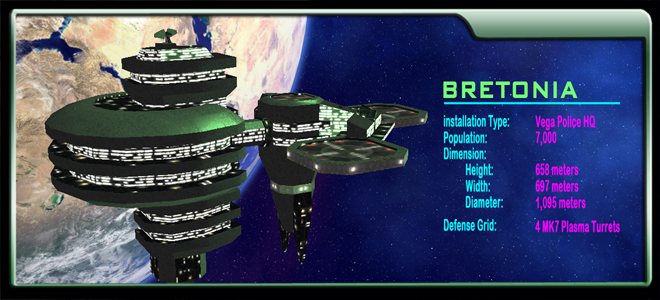 BRETONIA
installation Type: Vega Police HQ
Population: 7,000
Dimension:
Height: 658 meters
Width: 697 meters
Diameter: 1,095 meters
Defense Grid: 4 MK7 Plasma Turrets